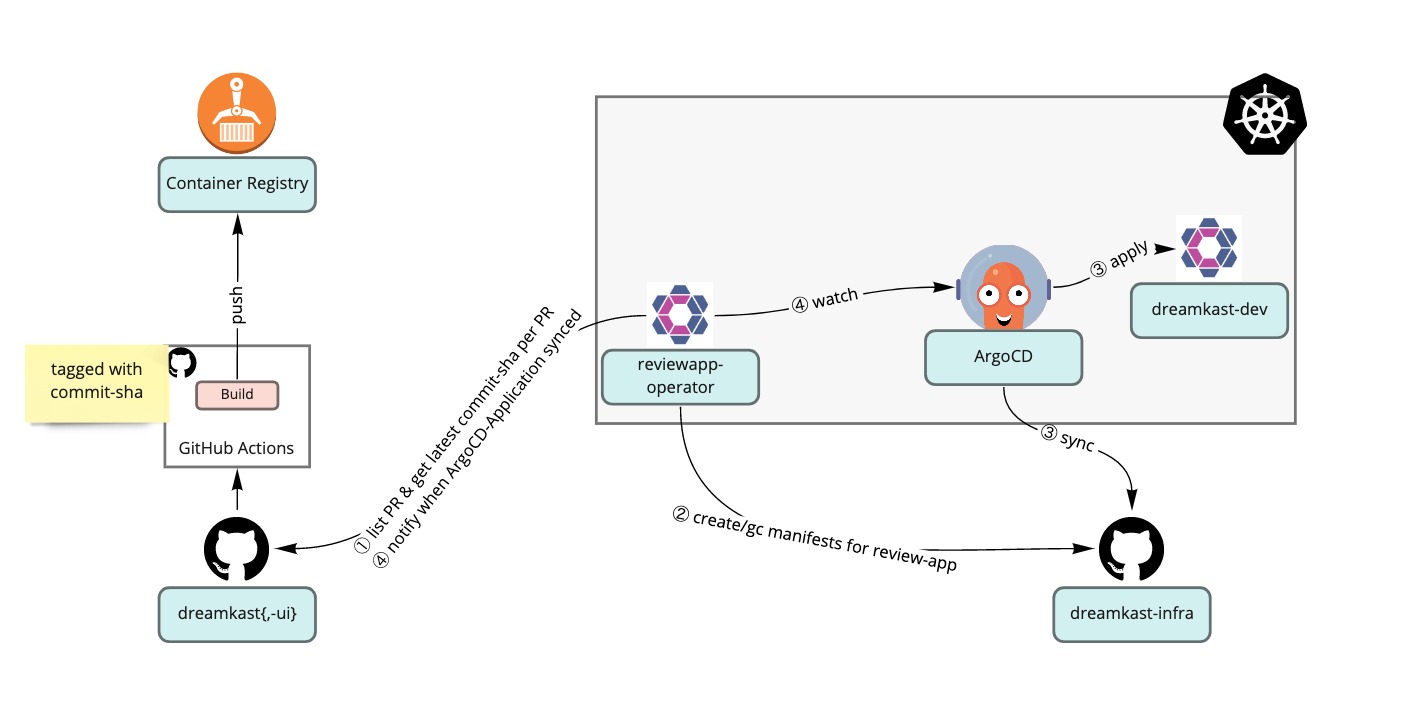 Container Registry
push
tagged with
commit-sha
Build
GitHub Actions
dreamkast{,-ui}
① list PR & get latest commit-sha per PR
④ notify when ArgoCD-Application synced
reviewapp-
operator
④ watch
ArgoCD
③ apply
dreamkast-dev
③ sync
② create/gc manifests for review-app
dreamkast-infra